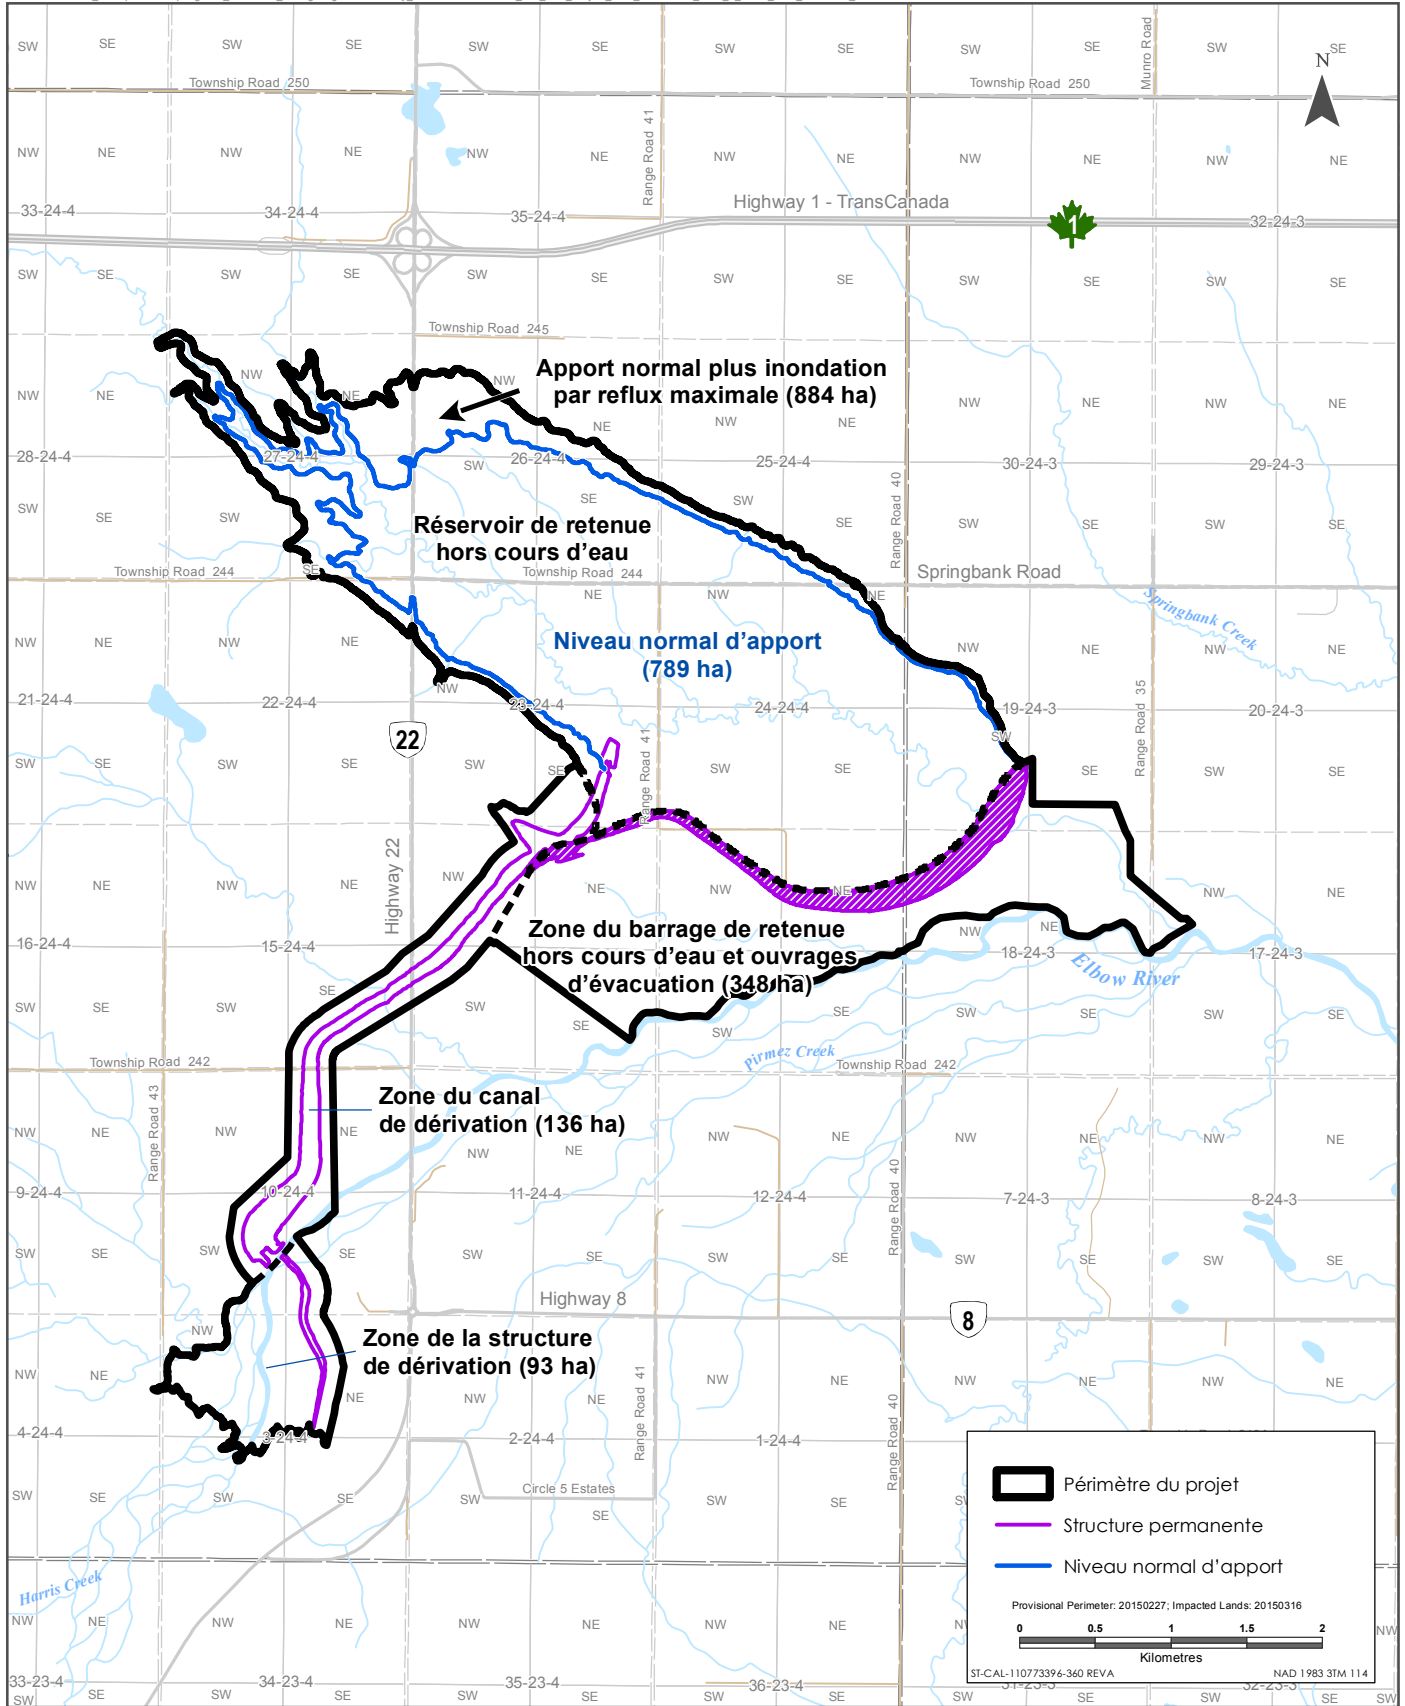 SW SE SW SE SW SE SW SE SW SE SW SE
Munro Road
N
Township Road 250
Township Road 250
NW NE NW NE NW NE NW NE NW NE NW NE
Range Road 41
33-24-4 34-24-4 35-24-4
Highway 1 - TransCanada
1
32-24-3
SW SE SW SE SW SE SW SE SW SE SW SE
Township Road 245
Apport normal plus inondation
par reflux maximale (884 ha)
NW NE NW NE NW NE NW NE NW NE NW NE
28-24-4 27-24-4 26-24-4 25-24-4 30-24-3 29-24-3
Range Road 40
SW SE SW SE SW SE SW SE SW SE SW SE
Réservoir de retenue
hors cours d'eau
Township Road 244
Township Road 244
Springbank Road
Springbank Creek
Niveau normal d'apport
(789 ha)
NW NE NW NE NW NE NW NE NW NE NW NE
21-24-4 22-24-4 23-24-4 24-24-4 19-24-3 20-24-3
Range Road 41
Range Road 35
22
Highway 22
SW SE SW SE SW SE SW SE SW SE SW SE
NW NE NW NE NW NE NW NE NW NE NW
Zone du barrage de retenue
hors cours d'eau et ouvrages
d'évacuation (348 ha)
16-24-4 15-24-4 18-24-3 17-24-3
Elbow River
SW SE SW SE SW SE SW SE SW SE SW SE
Pirmez Creek
Township Road 242
Township Road 242
Range Road 43
Zone du canal
de dérivation (136 ha)
NW NE NW NE NW NE NW NE NW NE NW NE
9-24-4 10-24-4 11-24-4 12-24-4 7-24-3 8-24-3
Range Road 40
SW SE SW SE SW SE SW SE SW SE SW SE
Highway 8
8
Zone de la structure
de dérivation (93 ha)
NW
NW NE NE NW NE NW NE NW NE NW NE
4-24-4 3-24-4 2-24-4 1-24-4
Range Road 41
Range Road 40
Circle 5 Estates
SW SE SW SE SW SE SW SE
Harris Creek
NW NE NW NE NW NE NW NE NW
33-23-4 34-23-4 35-23-4 36-23-4 31-23-3 32-23-3
SW SE SW SE SW SE SW SE SW SE SW SE SW
Périmètre du projet
Structure permanente
Niveau normal d'apport
Provisional Perimeter: 20150227; Impacted Lands: 20150316
0 0.5 1 1.5 2
Kilometres
ST-CAL-110773396-360 REVA
NAD 1983 3TM 114